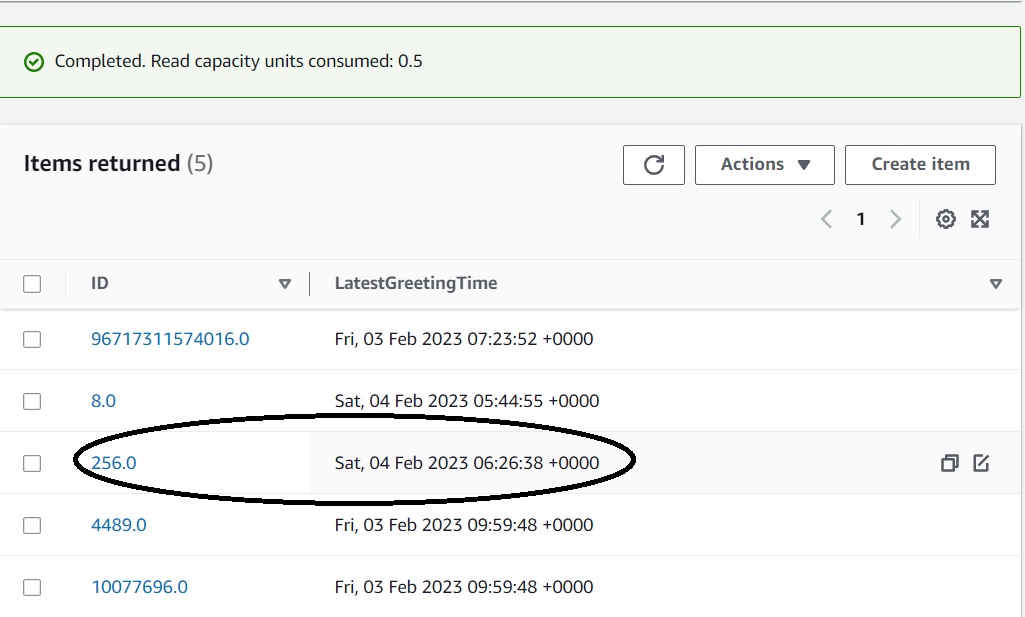 Completed. Read capacity units consumed: 0.5
Items returned (5)
Actions
Create item
1
ID LatestGreetingTime
96717311574016.0 Fri, 03 Feb 2023 07:23:52 +0000
8.0 Sat, 04 Feb 2023 05:44:55 +0000
256.0 Sat, 04 Feb 2023 06:26:38 +0000
4489.0 Fri, 03 Feb 2023 09:59:48 +0000
10077696.0 Fri, 03 Feb 2023 09:59:48 +0000